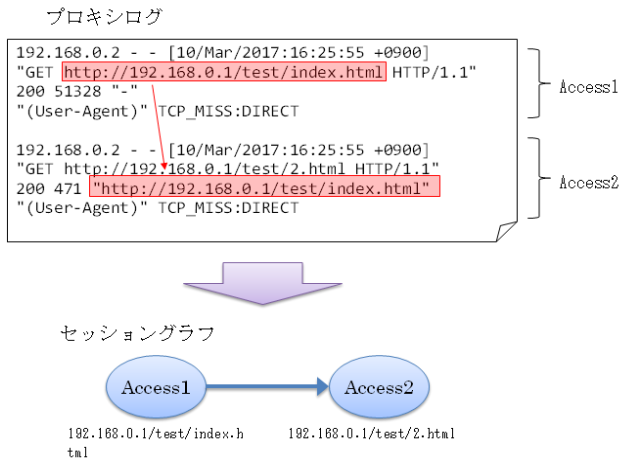 プロキシログ
192.168.0.2 - - [10/Mar/2017:16:25:55 +0900]
"GET http://192.168.0.1/test/index.html HTTP/1.1"
200 51328 "-"
"(User-Agent)" TCP_MISS:DIRECT
Access1
192.168.0.2 - - [10/Mar/2017:16:25:55 +0900]
"GET http://192.168.0.1/test/2.html HTTP/1.1"
200 471 "http://192.168.0.1/test/index.html"
"(User-Agent)" TCP_MISS:DIRECT
Access2
セッショングラフ
Access1
Access2
192.168.0.1/test/index.h
tml
192.168.0.1/test/2.html